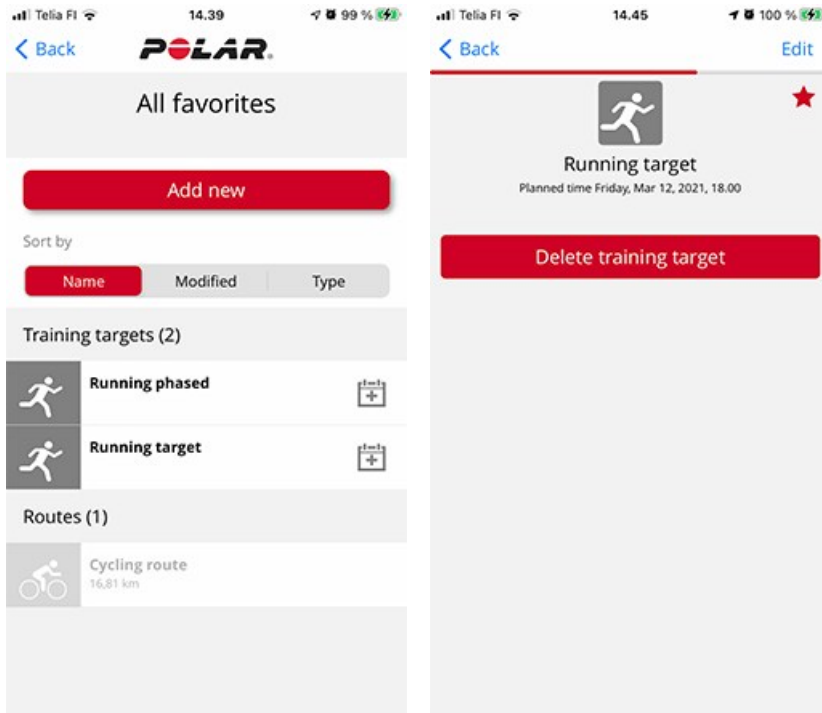 Telia FI 14.39 99 %
Back POLAR.
All favorites
Add new
Sort by
Name Modified Type
Training targets (2)
Running phased
Running target
Routes (1)
Cycling route
16,81 km
Telia FI 14.45 100 %
Back Edit
Running target
Planned time Friday, Mar 12, 2021, 18.00
Delete training target